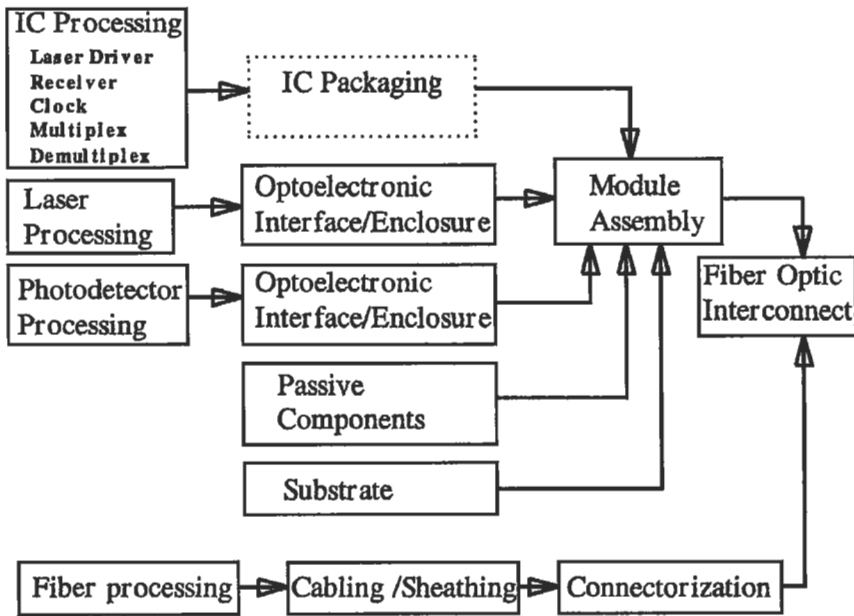 IC Processing
Laser Driver
Receiver
Clock
Multiplex
Demultiplex
IC Packaging
Laser
Processing
Optoelectronic
Interface/Enclosure
Module
Assembly
Photodetector
Processing
Optoelectronic
Interface/Enclosure
Fiber Optic
Interconnect
Passive
Components
Substrate
Fiber processing
Cabling /Sheathing
Connectorization